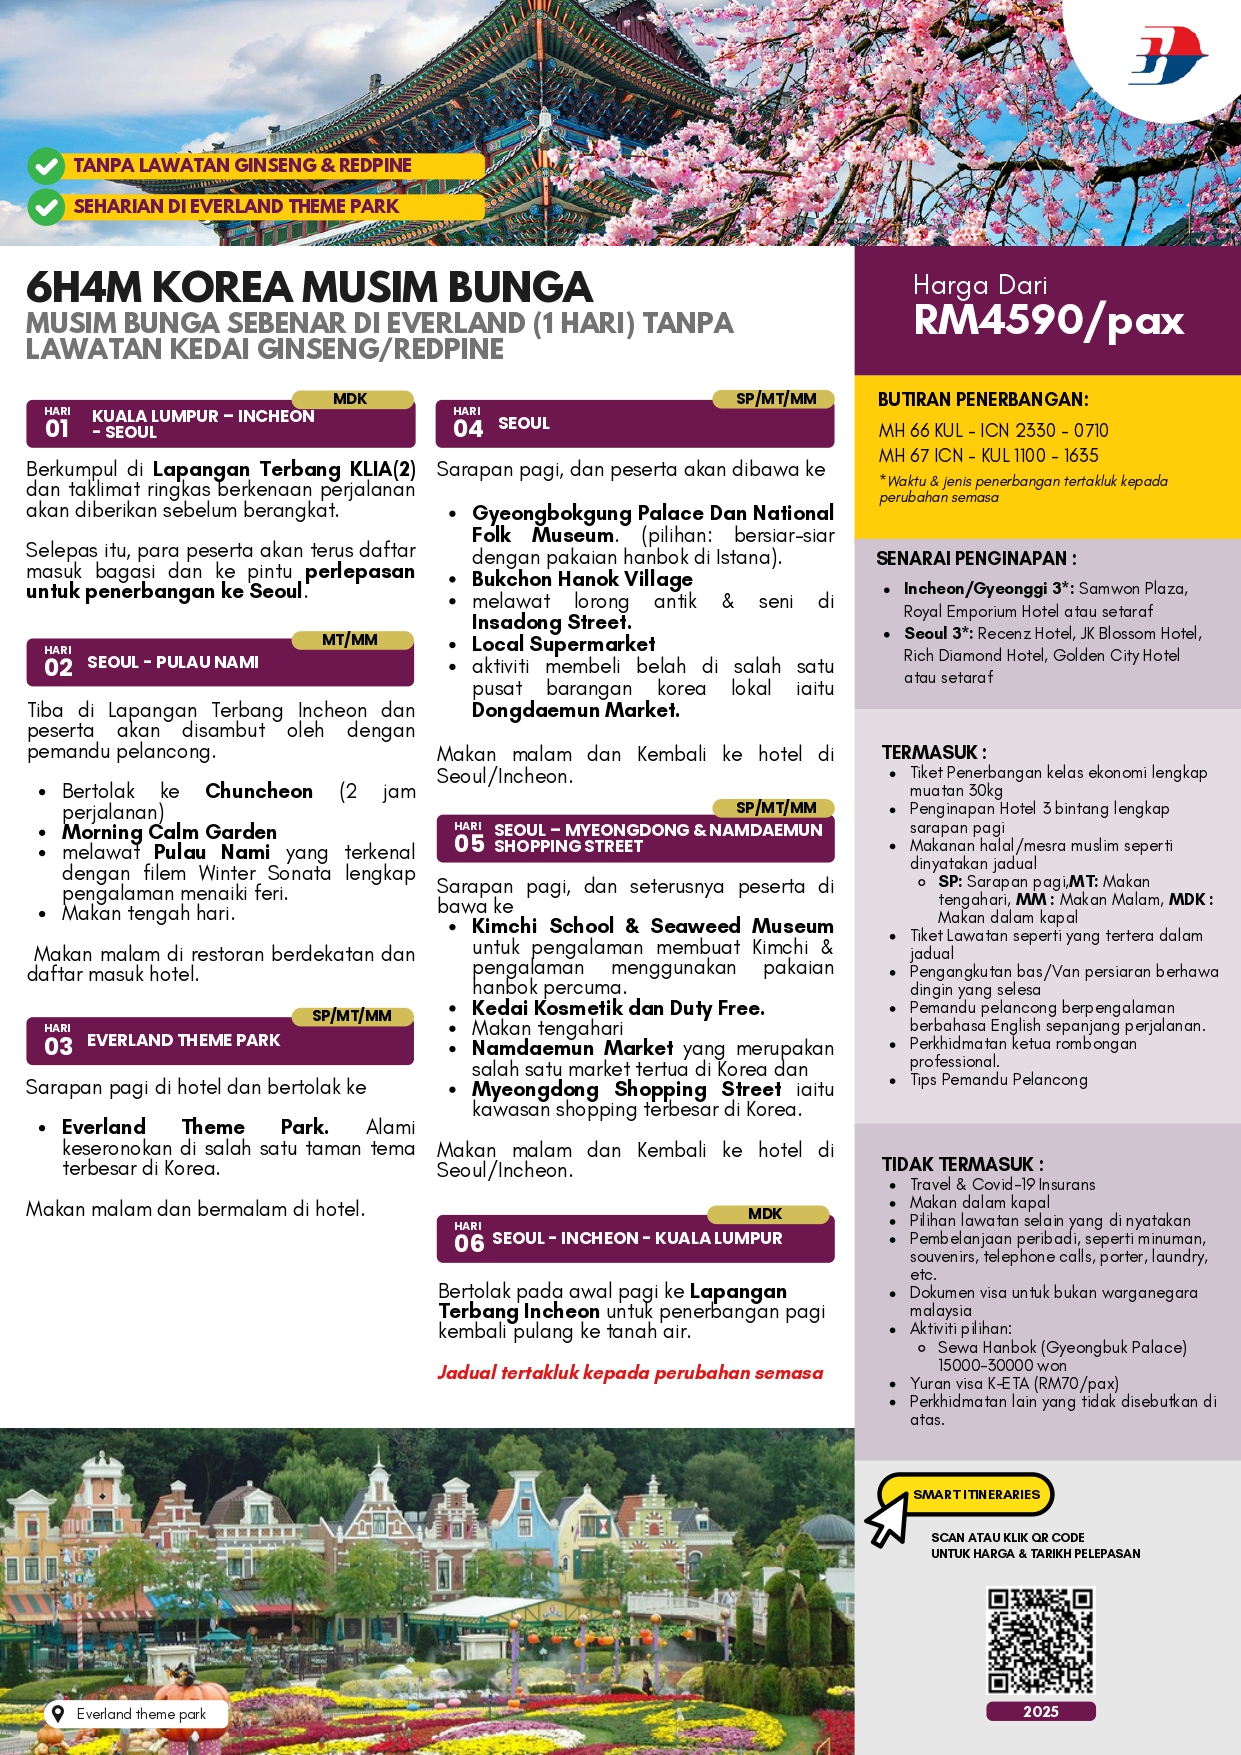 TANPA LAWATAN GINSENG & REDPINE
SEHARIAN DI EVERLAND THEME PARK
6H4M KOREA MUSIM BUNGA
MUSIM BUNGA SEBENAR DI EVERLAND (1 HARI) TANPA
LAWATAN KEDAI GINSENG/REDPINE
MDK
HARI
01
KUALA LUMPUR – INCHEON
- SEOUL
Berkumpul di Lapangan Terbang KLIA(2)
dan taklimat ringkas berkenaan perjalanan
akan diberikan sebelum berangkat.
Selepas itu, para peserta akan terus daftar
masuk bagasi dan ke pintu perlepasan
untuk penerbangan ke Seoul.
MT/MM
HARI
02
SEOUL - PULAU NAMI
Tiba di Lapangan Terbang Incheon dan
peserta akan disambut oleh dengan
pemandu pelancong.
• Bertolak ke Chuncheon (2 jam
perjalanan)
• Morning Calm Garden
• melawat Pulau Nami yang terkenal
dengan filem Winter Sonata lengkap
pengalaman menaiki feri.
• Makan tengah hari.
Makan malam di restoran berdekatan dan
daftar masuk hotel.
SP/MT/MM
HARI
03
EVERLAND THEME PARK
Sarapan pagi di hotel dan bertolak ke
• Everland Theme Park. Alami
keseronokan di salah satu taman tema
terbesar di Korea.
Makan malam dan bermalam di hotel.
SP/MT/MM
HARI
04
SEOUL
Sarapan pagi, dan peserta akan dibawa ke
• Gyeongbokgung Palace Dan National
Folk Museum. (pilihan: bersiar-siar
dengan pakaian hanbok di Istana).
• Bukchon Hanok Village
• melawat lorong antik & seni di
Insadong Street.
• Local Supermarket
• aktiviti membeli belah di salah satu
pusat barangan korea lokal iaitu
Dongdaemun Market.
Makan malam dan Kembali ke hotel di
Seoul/Incheon.
SP/MT/MM
HARI
05
SEOUL – MYEONGDONG & NAMDAEMUN
SHOPPING STREET
Sarapan pagi, dan seterusnya peserta di
bawa ke
• Kimchi School & Seaweed Museum
untuk pengalaman membuat Kimchi &
pengalaman menggunakan pakaian
hanbok percuma.
• Kedai Kosmetik dan Duty Free.
• Makan tengahari
• Namdaemun Market yang merupakan
salah satu market tertua di Korea dan
• Myeongdong Shopping Street iaitu
kawasan shopping terbesar di Korea.
Makan malam dan Kembali ke hotel di
Seoul/Incheon.
MDK
HARI
06
SEOUL - INCHEON - KUALA LUMPUR
Bertolak pada awal pagi ke Lapangan
Terbang Incheon untuk penerbangan pagi
kembali pulang ke tanah air.
Jadual tertakluk kepada perubahan semasa
Harga Dari
RM4590/pax
BUTIRAN PENERBANGAN:
MH 66 KUL - ICN 2330 - 0710
MH 67 ICN - KUL 1100 - 1635
*Waktu & jenis penerbangan tertakluk kepada
perubahan semasa
SENARAI PENGINAPAN :
• Incheon/Gyeonggi 3*: Samwon Plaza,
Royal Emporium Hotel atau setaraf
• Seoul 3*: Recenz Hotel, JK Blossom Hotel,
Rich Diamond Hotel, Golden City Hotel
atau setaraf
TERMASUK :
• Tiket Penerbangan kelas ekonomi lengkap
muatan 30kg
• Penginapan Hotel 3 bintang lengkap
sarapan pagi
• Makanan halal/mesra muslim seperti
dinyatakan jadual
SP: Sarapan pagi,MT: Makan
tengahari, MM : Makan Malam, MDK :
Makan dalam kapal
• Tiket Lawatan seperti yang tertera dalam
jadual
• Pengangkutan bas/Van persiaran berhawa
dingin yang selesa
• Pemandu pelancong berpengalaman
berbahasa English sepanjang perjalanan.
• Perkhidmatan ketua rombongan
professional.
• Tips Pemandu Pelancong
TIDAK TERMASUK :
• Travel & Covid-19 Insurans
• Makan dalam kapal
• Pilihan lawatan selain yang di nyatakan
• Pembelanjaan peribadi, seperti minuman,
souvenirs, telephone calls, porter, laundry,
etc.
• Dokumen visa untuk bukan warganegara
malaysia
• Aktiviti pilihan:
Sewa Hanbok (Gyeongbuk Palace)
15000-30000 won
• Yuran visa K-ETA (RM70/pax)
• Perkhidmatan lain yang tidak disebutkan di
atas.
SMART ITINERARIES
SCAN ATAU KLIK QR CODE
UNTUK HARGA & TARIKH PELEPASAN
2025
Everland theme park